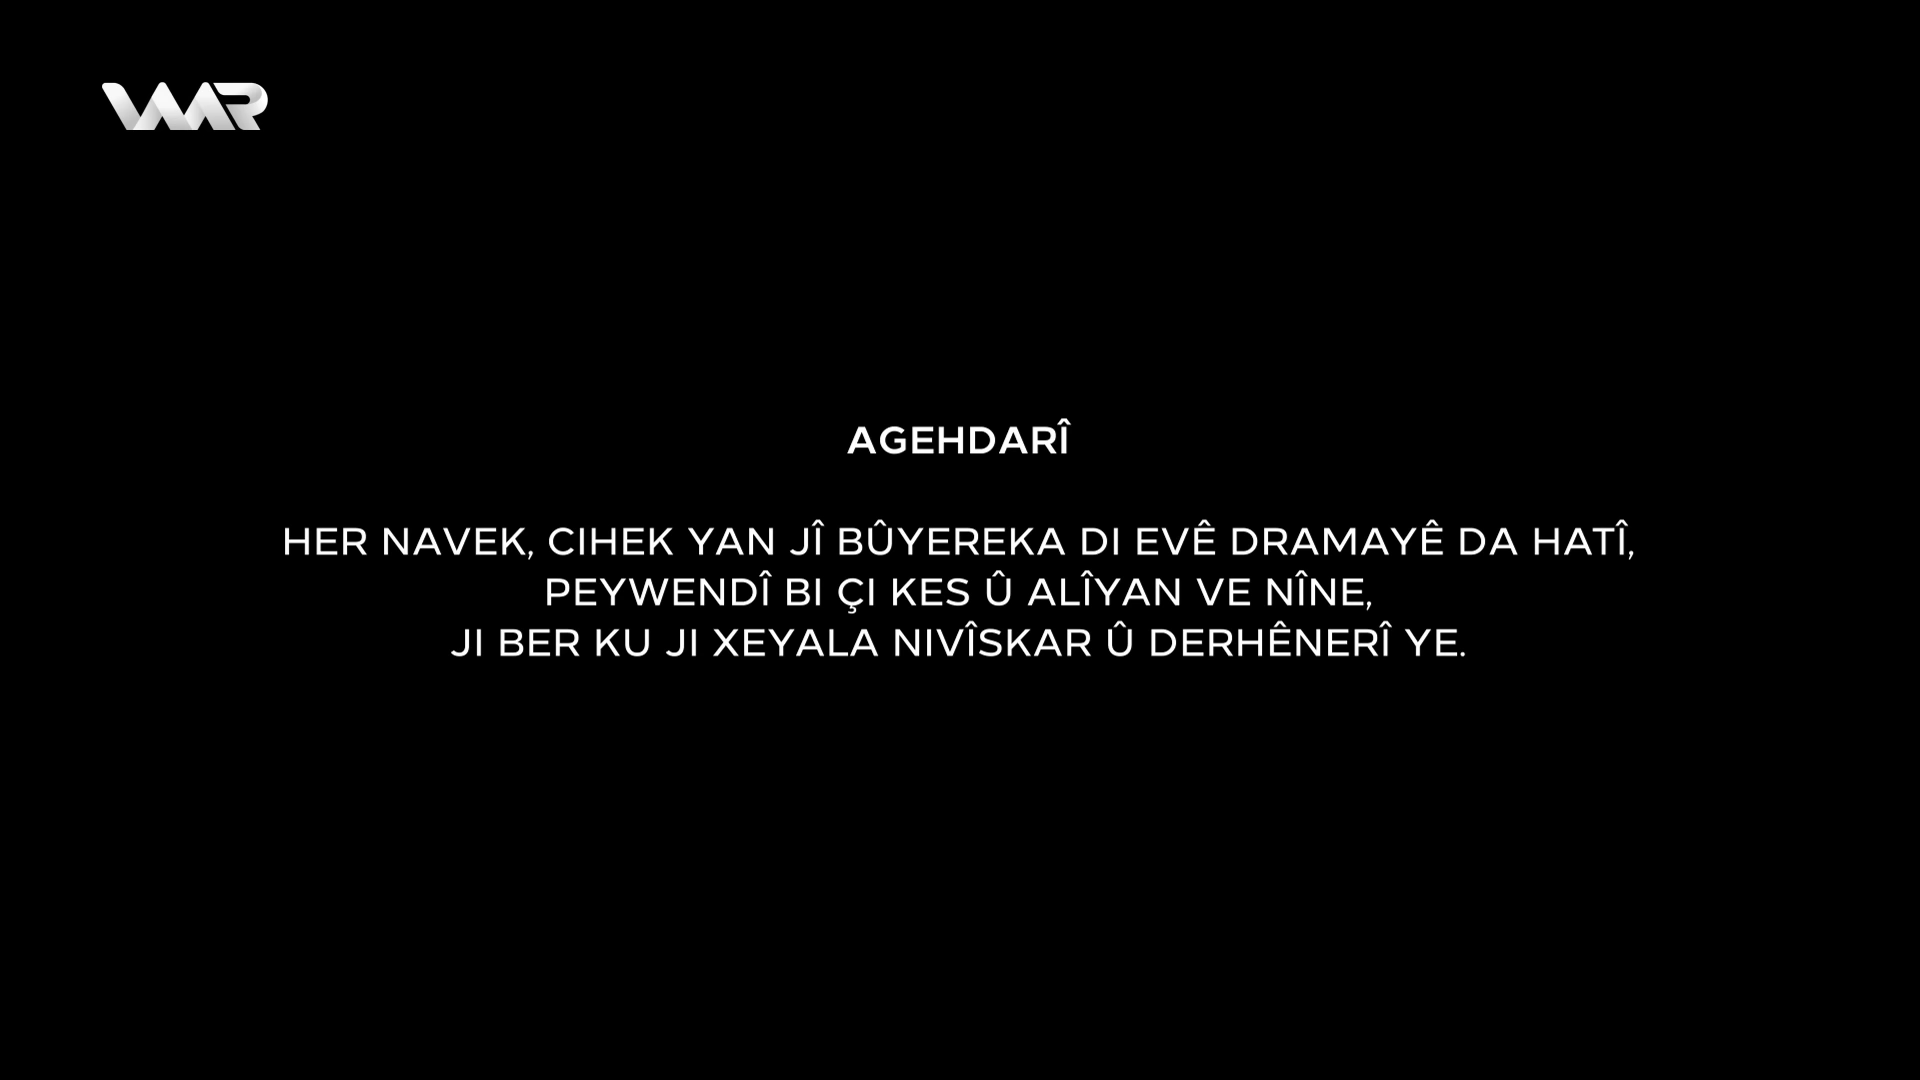 WAAR
AGEHDARÎ
HER NAVEK, CIHEK YAN JÎ BÛYEREKA DI EVÊ DRAMAYÊ DA HATÎ,
PEYWENDÎ BI ÇI KES Û ALÎYAN VE NÎNE,
JI BER KU JI XEYALA NIVÎSKAR Û DERHÊNERÎ YE.